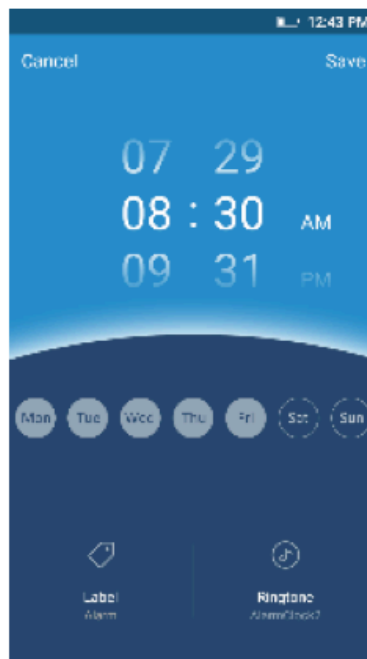 12:43 PM
Cancel Save
07 29
08 : 30 AM
09 31 PM
Mon Tue Wed Thu Fri Sat Sun
Label Ringtone
Alarm AlarmClock2